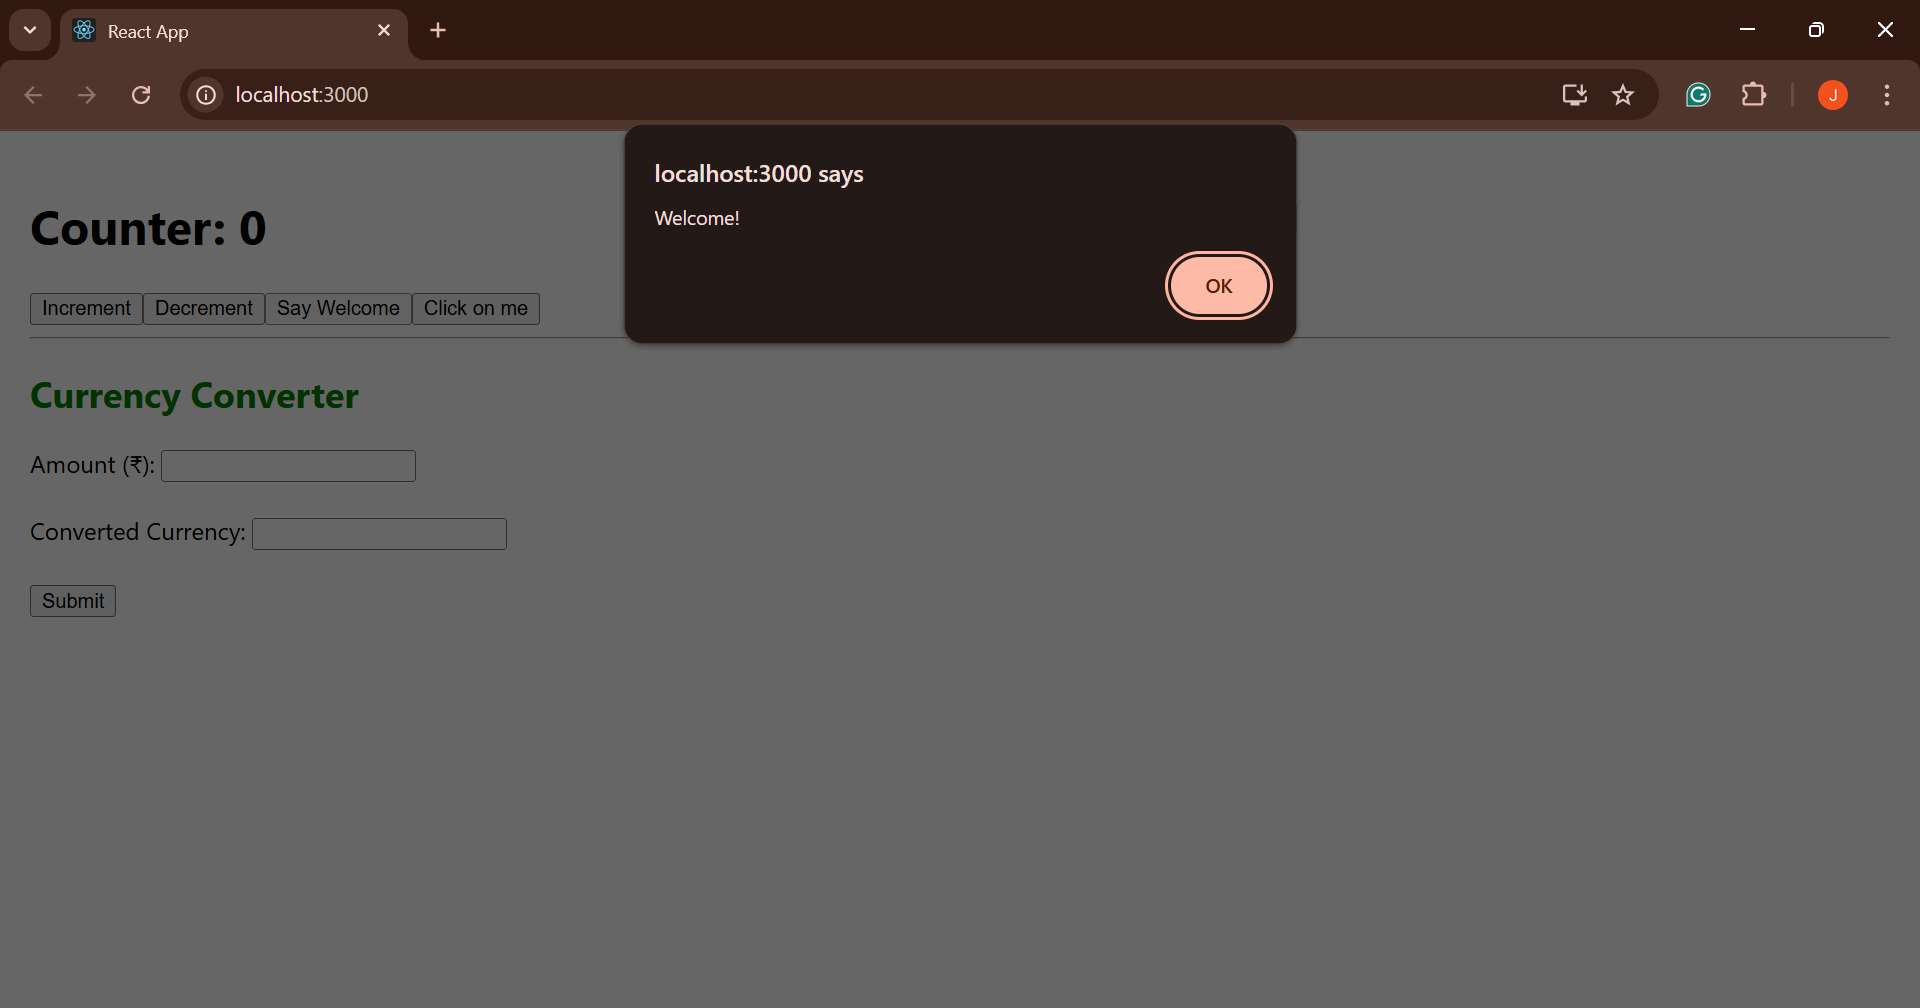 React App
localhost:3000
J
localhost:3000 says
Welcome!
OK
Counter: 0
Increment Decrement Say Welcome Click on me
Currency Converter
Amount (₹):
Converted Currency:
Submit